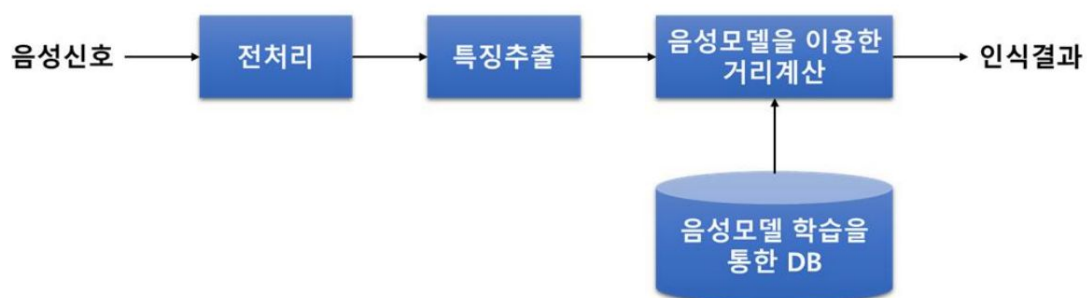 음성신호
전처리
특징추출
음성모델을 이용한
거리계산
인식결과
음성모델 학습을
통한 DB